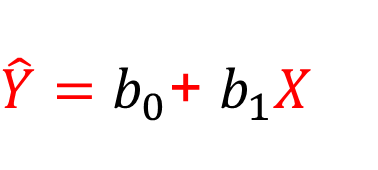 Ŷ = b₀ + b₁X